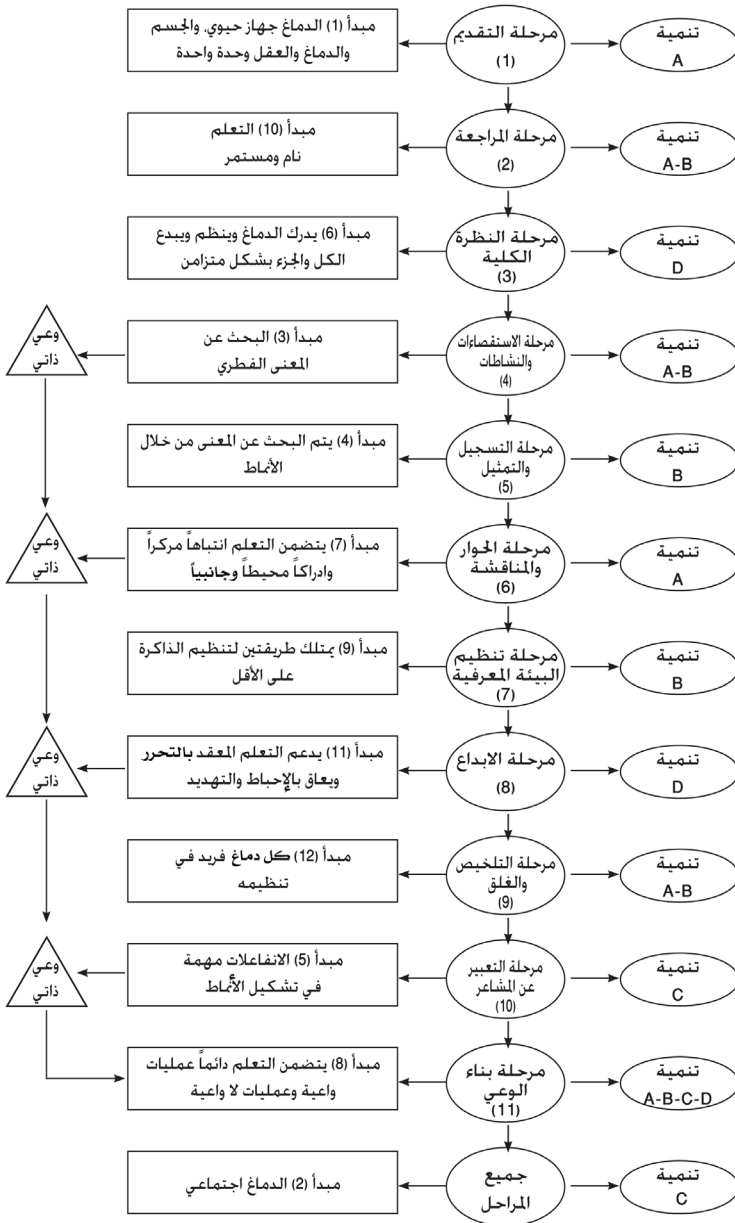 مبدأ (1) الدماغ جهاز حيوي، والجسم
والدماغ والعقل وحدة واحدة
مرحلة التقديم
(1)
تنمية
A
مبدأ (10) التعلم
نام ومستمر
مرحلة المراجعة
(2)
تنمية
A-B
مبدأ (6) يدرك الدماغ وينظم ويبدع
الكل والجزء بشكل متزامن
مرحلة النظرة
الكلية
(3)
تنمية
D
وعي
ذاتي
مبدأ (3) البحث عن
المعنى الفطري
مرحلة الاستقصاءات
والنشاطات
(4)
تنمية
A-B
مبدأ (4) يتم البحث عن المعنى من خلال
الأنماط
مرحلة التسجيل
والتمثيل
(5)
تنمية
B
وعي
ذاتي
مبدأ (7) يتضمن التعلم انتباهاً مركزاً
وادراكاً محيطاً وجانبياً
مرحلة الحوار
والمناقشة
(6)
تنمية
A
مبدأ (9) يمتلك طريقتين لتنظيم الذاكرة
على الأقل
مرحلة تنظيم
البيئة المعرفية
(7)
تنمية
B
وعي
ذاتي
مبدأ (11) يدعم التعلم المعقد بالتحرر
ويعاق بالإحباط والتهديد
مرحلة الابداع
(8)
تنمية
D
مبدأ (12) كل دماغ فريد في
تنظيمه
مرحلة التلخيص
والغلق
(9)
تنمية
A-B
وعي
ذاتي
مبدأ (5) الانفاعلات مهمة
في تشكيل الأنماط
مرحلة التعبير
عن المشاعر
(10)
تنمية
C
مبدأ (8) يتضمن التعلم دائماً عمليات
واعية وعمليات لا واعية
مرحلة بناء
الوعي
(11)
تنمية
A-B-C-D
مبدأ (2) الدماغ اجتماعي
جميع
المراحل
تنمية
C